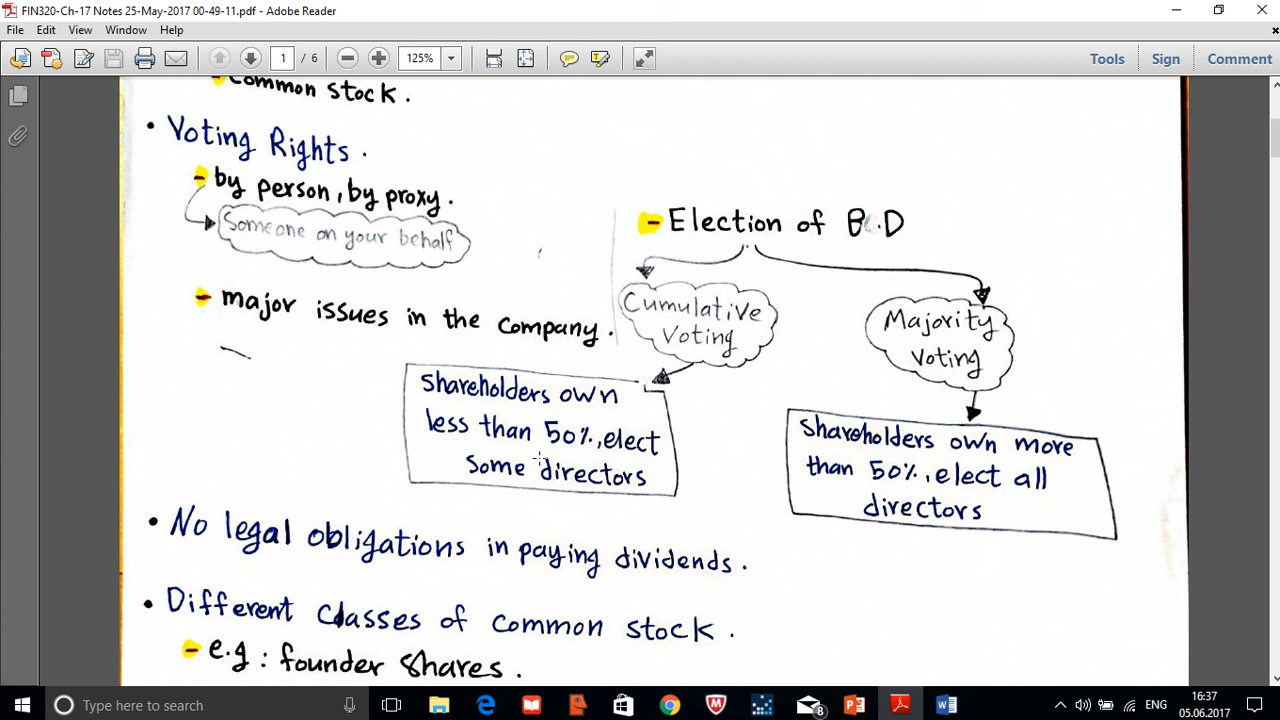 FIN320-Ch-17 Notes 25-May-2017 00-49-11.pdf - Adobe Reader
File Edit View Window Help
1 / 6 125% Tools Sign Comment
- Common stock.
• Voting Rights.
- by person, by proxy.
Someone on your behalf
- Election of B.O.D
- major issues in the company.
Cumulative
Voting
Majority
Voting
Shareholders own
less than 50%, elect
Some directors
Shareholders own more
than 50%, elect all
directors
• No legal obligations in paying dividends.
• Different Classes of common stock.
- e.g : founder shares.
Type here to search
8
ENG
16:37
05.06.2017